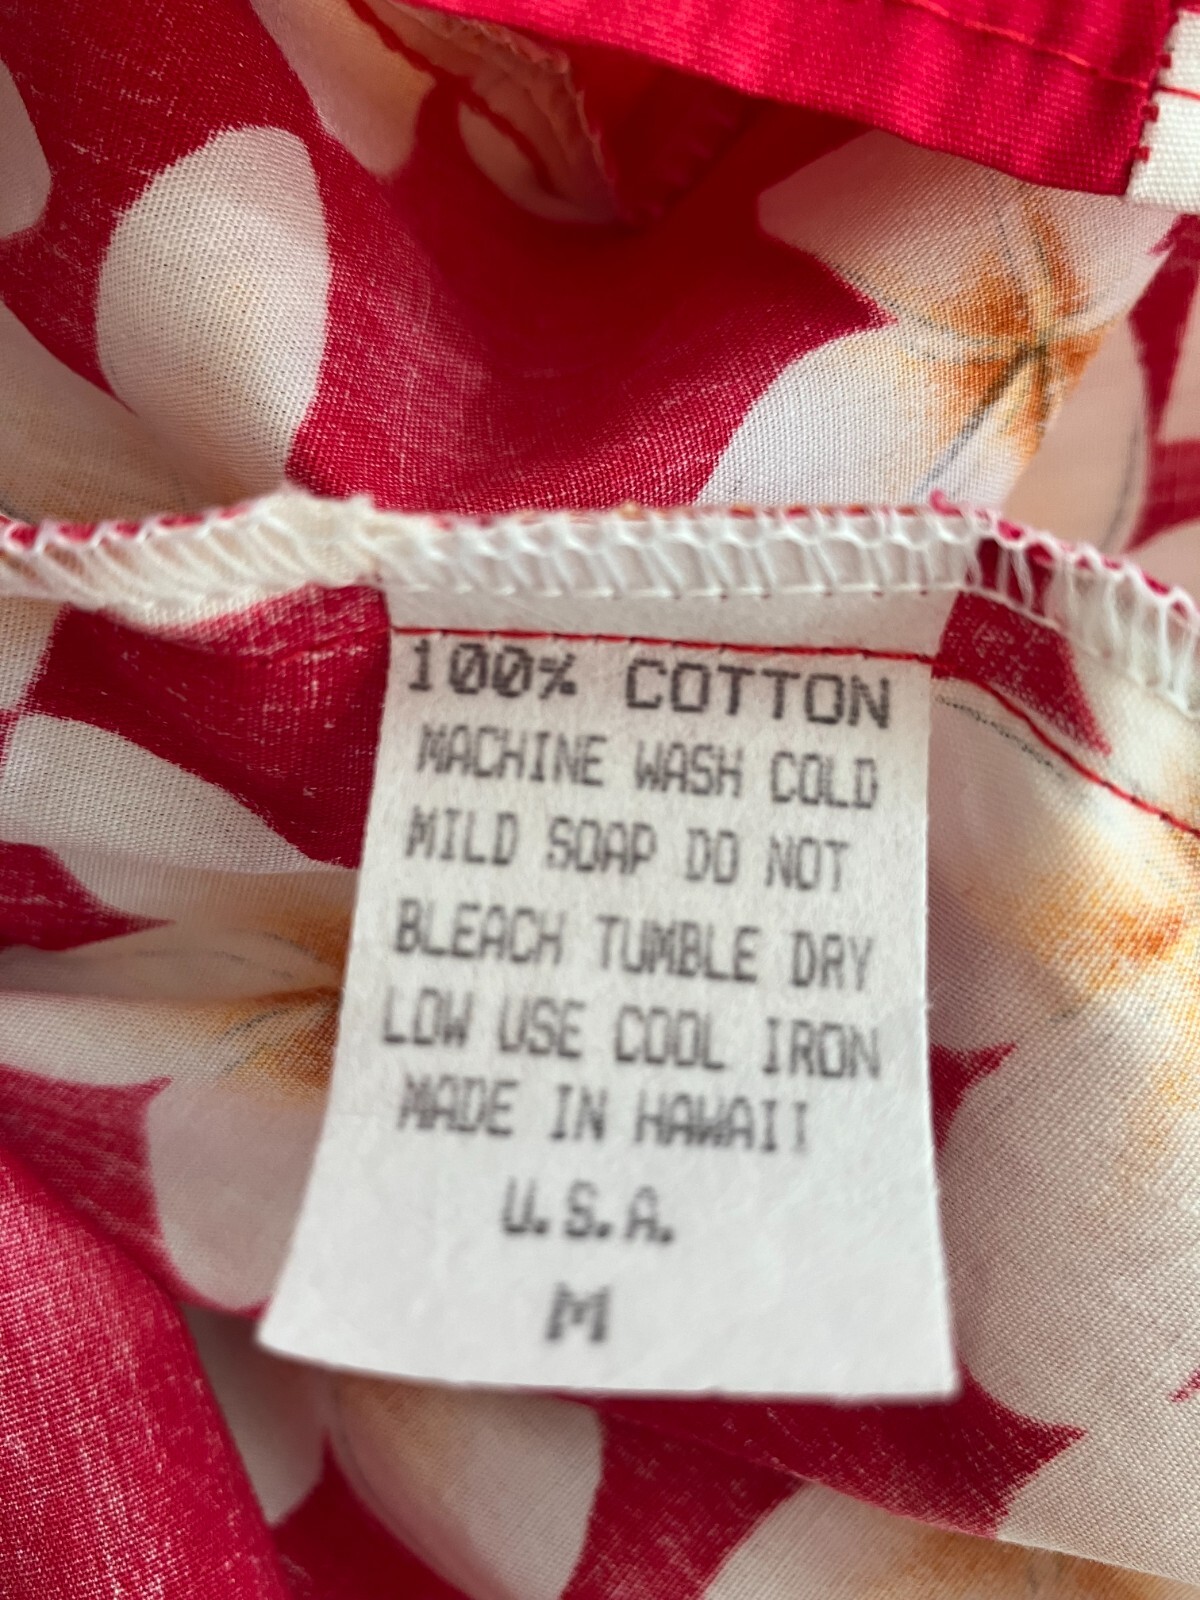 100% COTTON
MACHINE WASH COLD
MILD SOAP DO NOT
BLEACH TUMBLE DRY
LOW USE COOL IRON
MADE IN HAWAII
U.S.A.
M